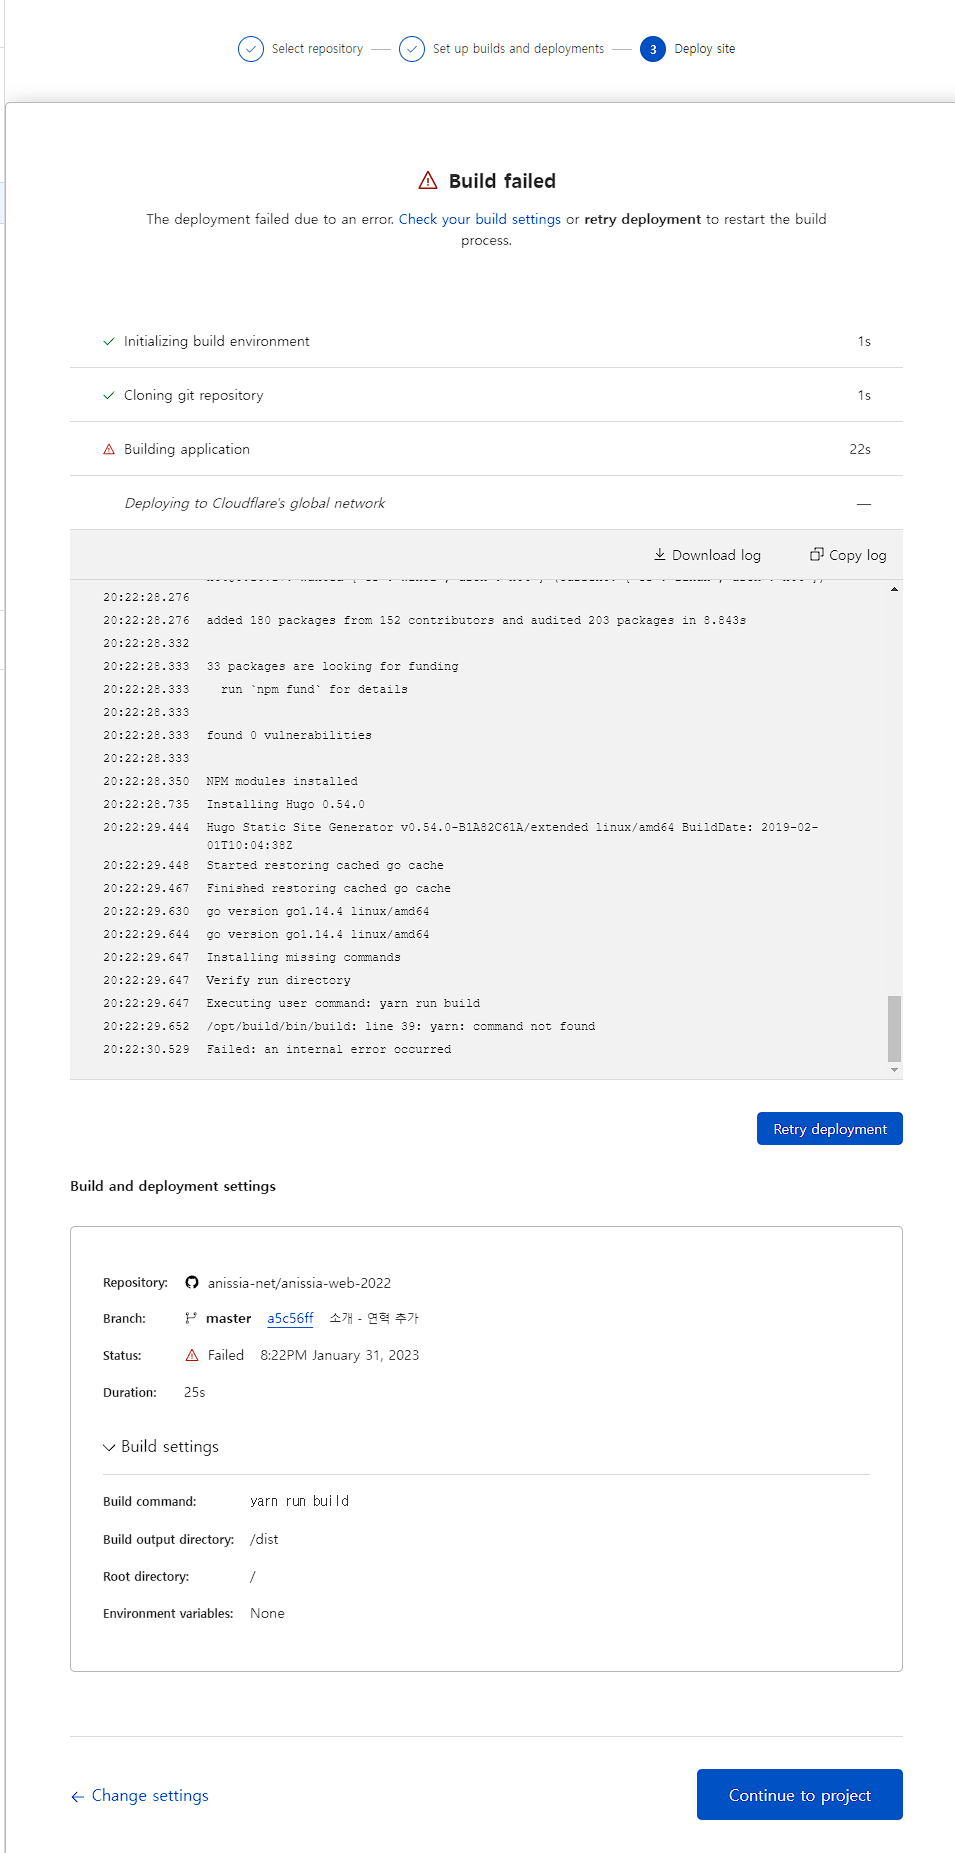 Select repository
Set up builds and deployments
3 Deploy site
Build failed
The deployment failed due to an error. Check your build settings or retry deployment to restart the build
process.
Initializing build environment 1s
Cloning git repository 1s
Building application 22s
Deploying to Cloudflare's global network —
Download log Copy log
20:22:28.276
20:22:28.276 added 180 packages from 152 contributors and audited 203 packages in 8.843s
20:22:28.332
20:22:28.333 33 packages are looking for funding
20:22:28.333 run `npm fund` for details
20:22:28.333
20:22:28.333 found 0 vulnerabilities
20:22:28.333
20:22:28.350 NPM modules installed
20:22:28.735 Installing Hugo 0.54.0
20:22:29.444 Hugo Static Site Generator v0.54.0-B1A82C61A/extended linux/amd64 BuildDate: 2019-02-
01T10:04:38Z
20:22:29.448 Started restoring cached go cache
20:22:29.467 Finished restoring cached go cache
20:22:29.630 go version go1.14.4 linux/amd64
20:22:29.644 go version go1.14.4 linux/amd64
20:22:29.647 Installing missing commands
20:22:29.647 Verify run directory
20:22:29.647 Executing user command: yarn run build
20:22:29.652 /opt/build/bin/build: line 39: yarn: command not found
20:22:30.529 Failed: an internal error occurred
Retry deployment
Build and deployment settings
Repository: anissia-net/anissia-web-2022
Branch: master a5c56ff 소개 - 연혁 추가
Status: Failed 8:22PM January 31, 2023
Duration: 25s
Build settings
Build command: yarn run build
Build output directory: /dist
Root directory: /
Environment variables: None
← Change settings
Continue to project